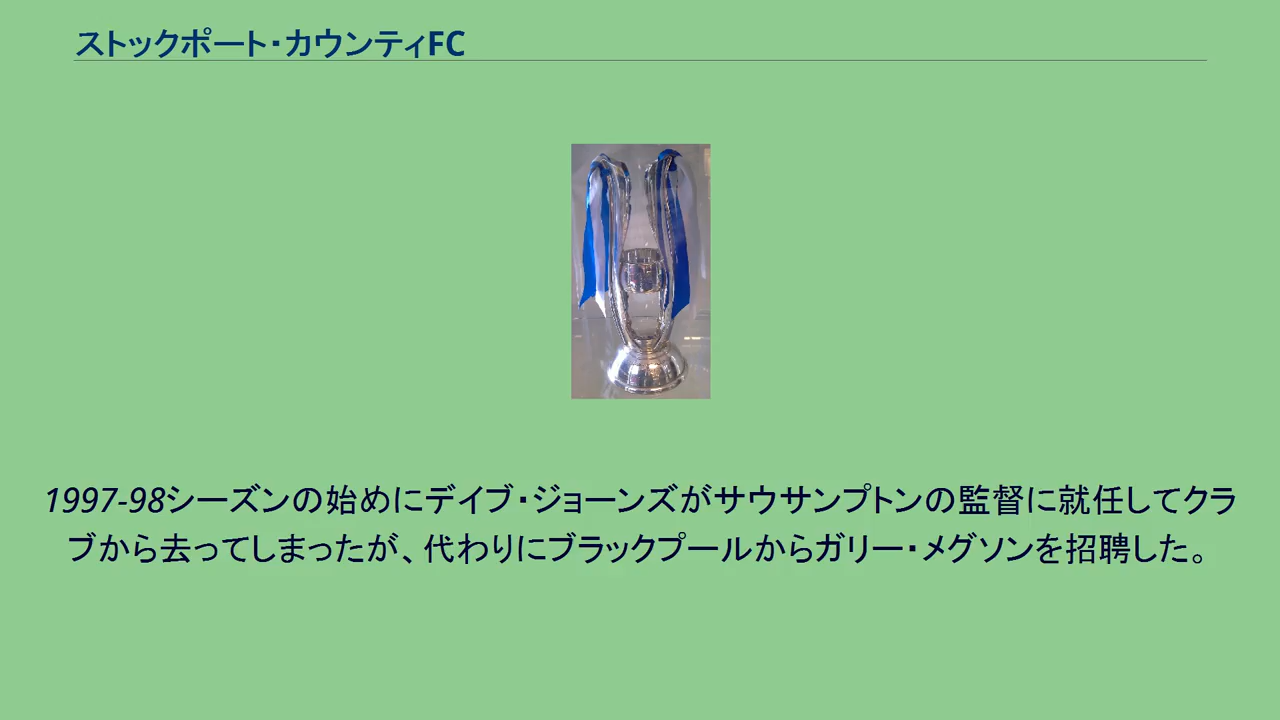 ストックポート・カウンティFC
1997-98シーズンの始めにデイブ・ジョーンズがサウサンプトンの監督に就任してクラ
ブから去ってしまったが、代わりにブラックプールからガリー・メグソンを招聘した。